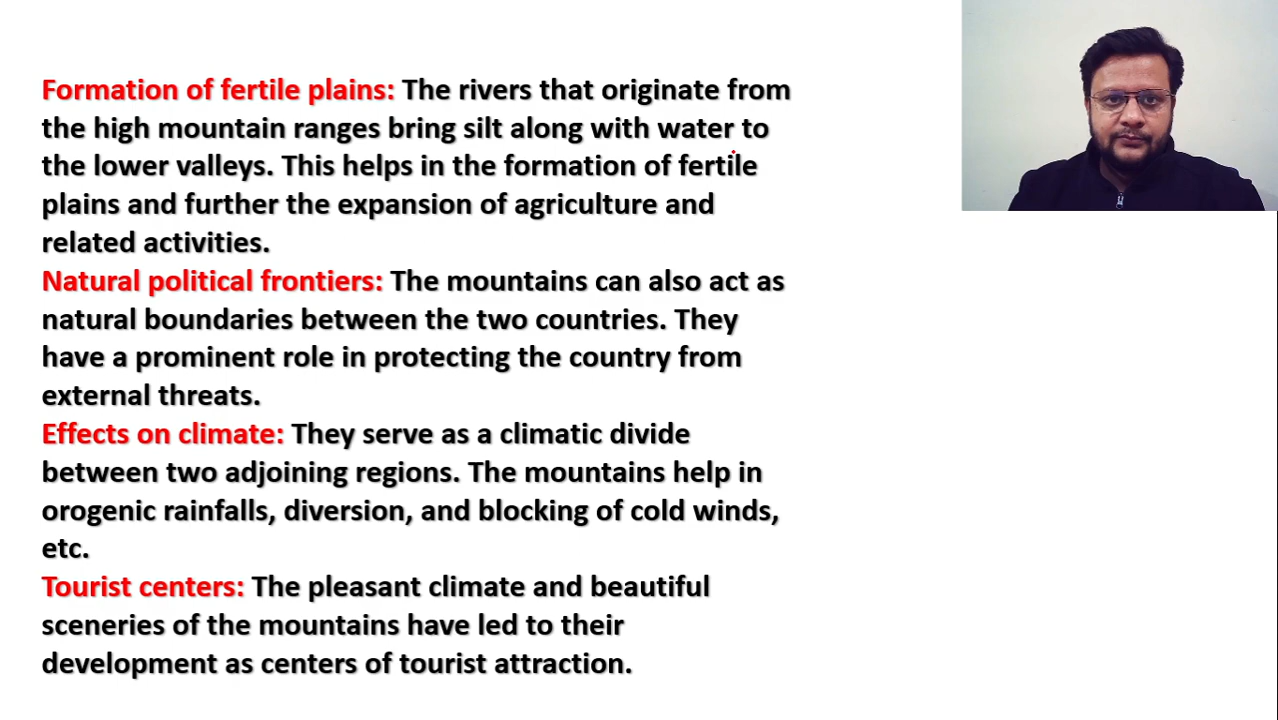 Formation of fertile plains: The rivers that originate from
the high mountain ranges bring silt along with water to
the lower valleys. This helps in the formation of fertile
plains and further the expansion of agriculture and
related activities.
Natural political frontiers: The mountains can also act as
natural boundaries between the two countries. They
have a prominent role in protecting the country from
external threats.
Effects on climate: They serve as a climatic divide
between two adjoining regions. The mountains help in
orogenic rainfalls, diversion, and blocking of cold winds,
etc.
Tourist centers: The pleasant climate and beautiful
sceneries of the mountains have led to their
development as centers of tourist attraction.